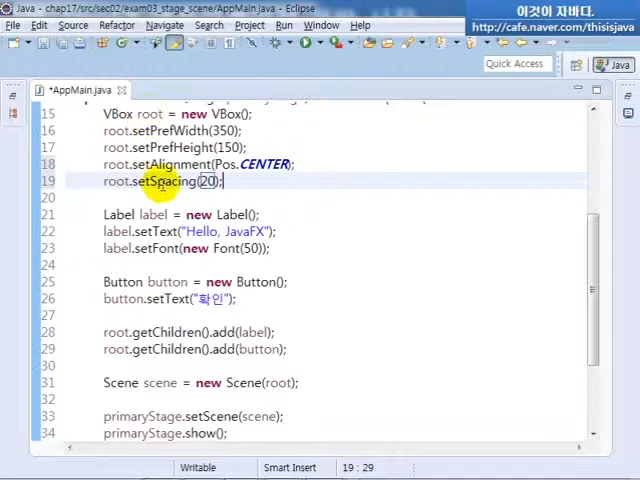 Java - chap17/src/sec02/exam03_stage_scene/AppMain.java - Eclipse
이것이 자바다.
http://cafe.naver.com/thisisjava
File Edit Source Refactor Navigate Search Project Run Window Help
Quick Access
Java
*AppMain.java
15 VBox root = new VBox();
16 root.setPrefWidth(350);
17 root.setPrefHeight(150);
18 root.setAlignment(Pos.CENTER);
19 root.setSpacing(20);
20
21 Label label = new Label();
22 label.setText("Hello, JavaFX");
23 label.setFont(new Font(50));
24
25 Button button = new Button();
26 button.setText("확인");
27
28 root.getChildren().add(label);
29 root.getChildren().add(button);
30
31 Scene scene = new Scene(root);
32
33 primaryStage.setScene(scene);
34 primaryStage.show();
Writable Smart Insert 19 : 29